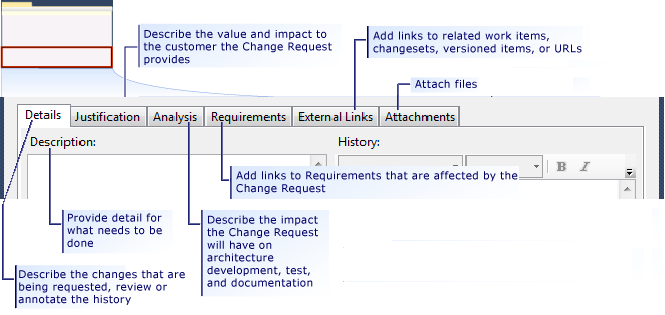 Describe the value and impact to
the customer the Change Request
provides
Add links to related work items,
changesets, versioned items, or URLs
Attach files
Details
Justification
Analysis
Requirements
External Links
Attachments
Description:
History:
B
I
Add links to Requirements that are affected by the
Change Request
Provide detail for
what needs to be
done
Describe the impact
the Change Request
will have on
architecture
development, test,
and documentation
Describe the changes that are
being requested, review or
annotate the history